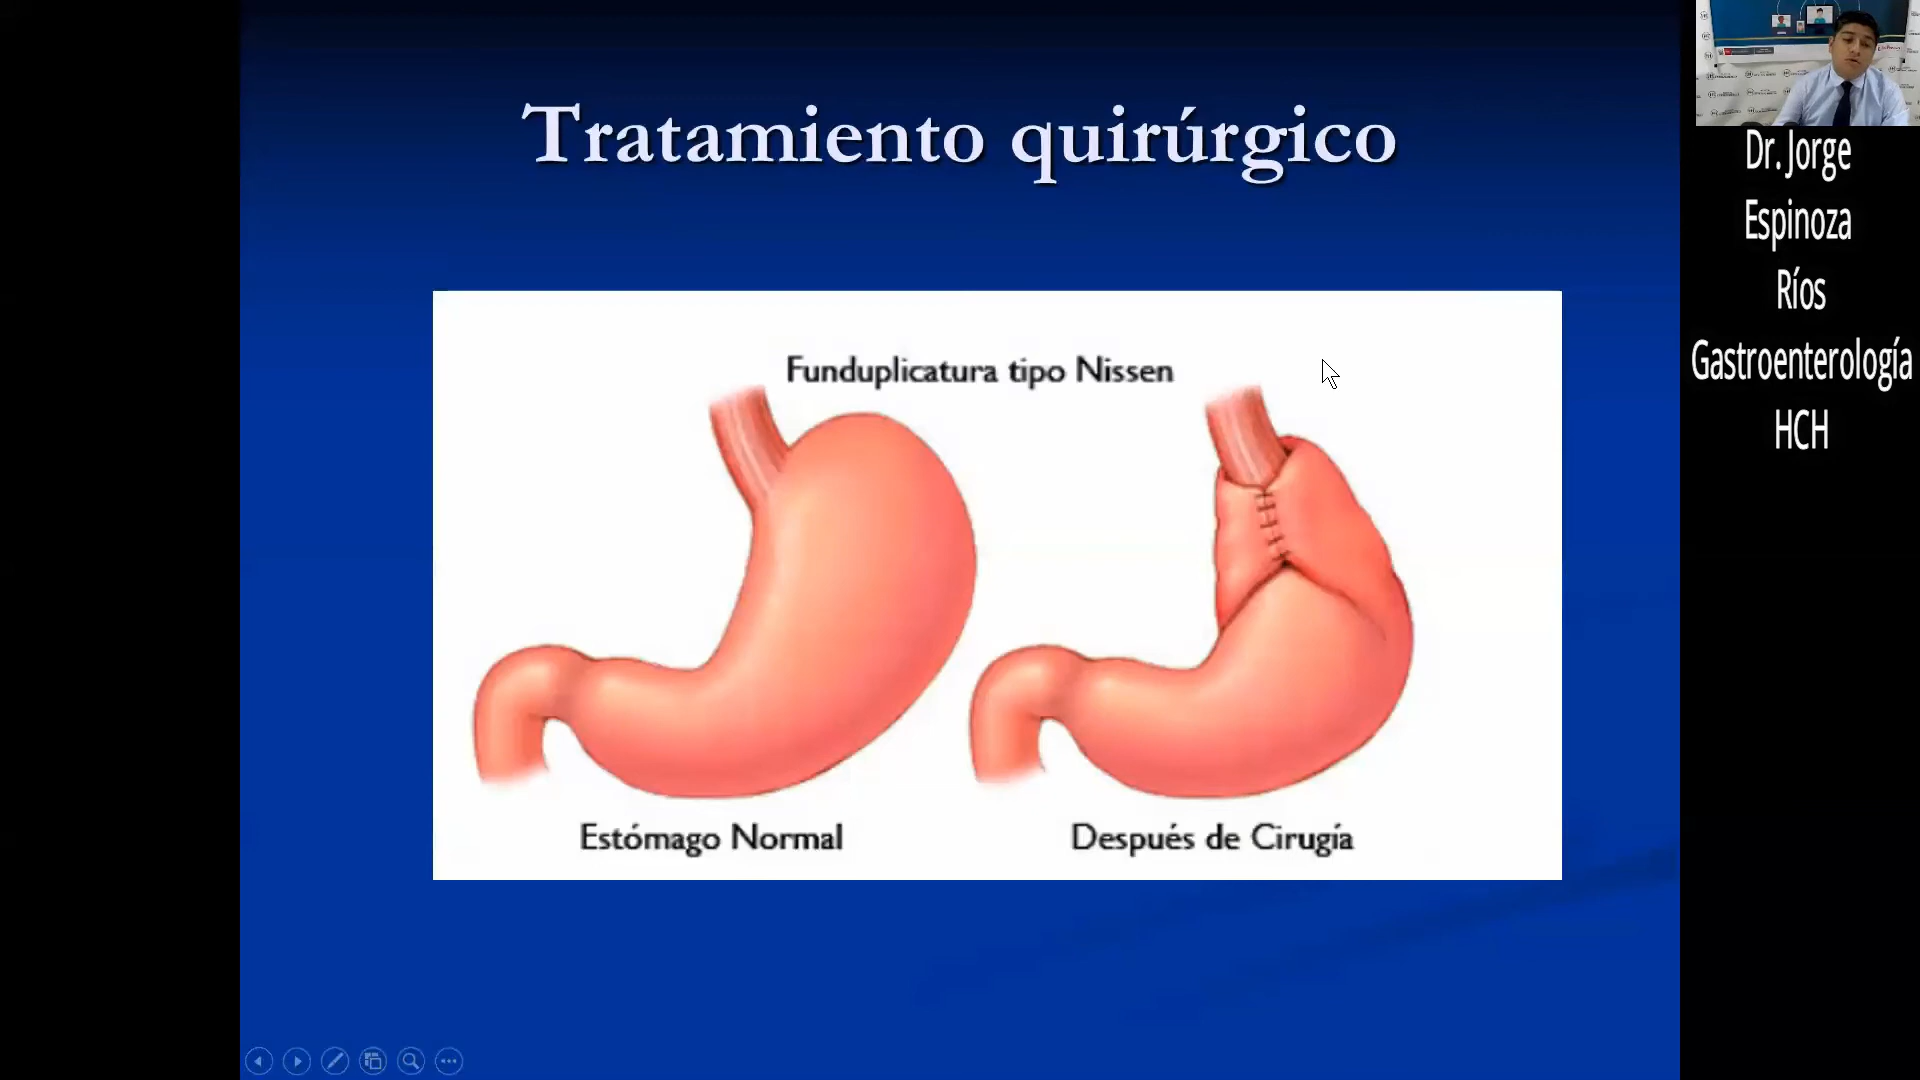 Tratamiento quirúrgico
Funduplicatura tipo Nissen
Estómago Normal
Después de Cirugía
Dr. Jorge
Espinoza
Ríos
Gastroenterología
HCH